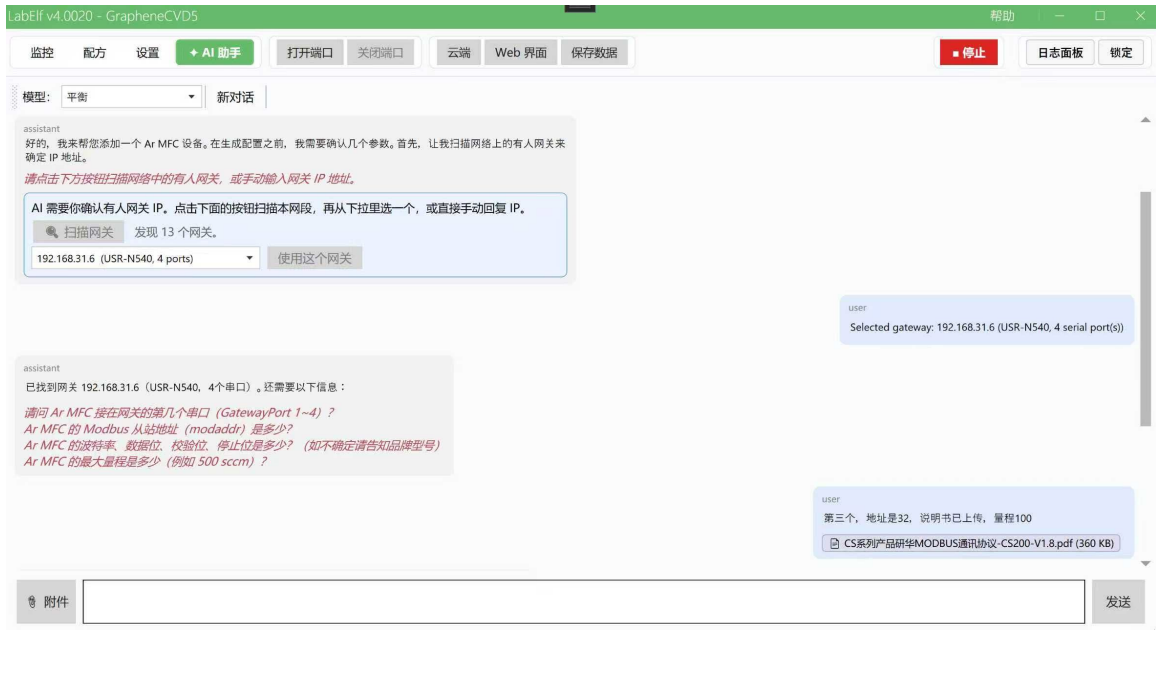 LabElf v4.0020 - GrapheneCVD5
帮助
监控 配方 设置 AI 助手 打开端口 关闭端口 云端 Web 界面 保存数据 停止 日志面板 锁定
模型： 平衡 新对话
assistant
好的，我来帮您添加一个 Ar MFC 设备。在生成配置之前，我需要确认几个参数。首先，让我扫描网络上的有人网关来
确定 IP 地址。
请点击下方按钮扫描网络中的有人网关，或手动输入网关 IP 地址。
AI 需要你确认有人网关 IP。点击下面的按钮扫描本网段，再从下拉里选一个，或直接手动回复 IP。
扫描网关 发现 13 个网关。
192.168.31.6 (USR-N540, 4 ports) 使用这个网关
user
Selected gateway: 192.168.31.6 (USR-N540, 4 serial port(s))
assistant
已找到网关 192.168.31.6（USR-N540，4个串口）。还需要以下信息：
请问 Ar MFC 接在网关的第几个串口（GatewayPort 1~4）？
Ar MFC 的 Modbus 从站地址（modaddr）是多少？
Ar MFC 的波特率、数据位、校验位、停止位是多少？（如不确定请告知品牌型号）
Ar MFC 的最大量程是多少（例如 500 sccm）？
user
第三个，地址是32，说明书已上传，量程100
CS系列产品研华MODBUS通讯协议-CS200-V1.8.pdf (360 KB)
附件 发送